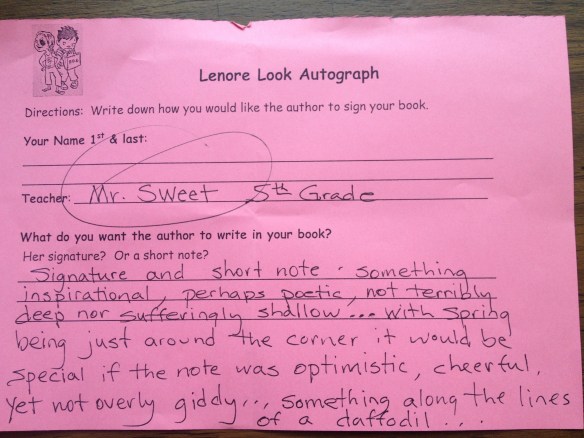 Lenore Look Autograph
Directions: Write down how you would like the author to sign your book.
Your Name 1st & last:
Teacher: Mr. Sweet 5th Grade
What do you want the author to write in your book?
Her signature? Or a short note?
Signature and short note. Something
inspirational, perhaps poetic, not terribly
deep nor sufferingly shallow... With Spring
being just around the corner it would be
special if the note was optimistic, cheerful,
yet not overly giddy..., something along the lines
of a daffodil....